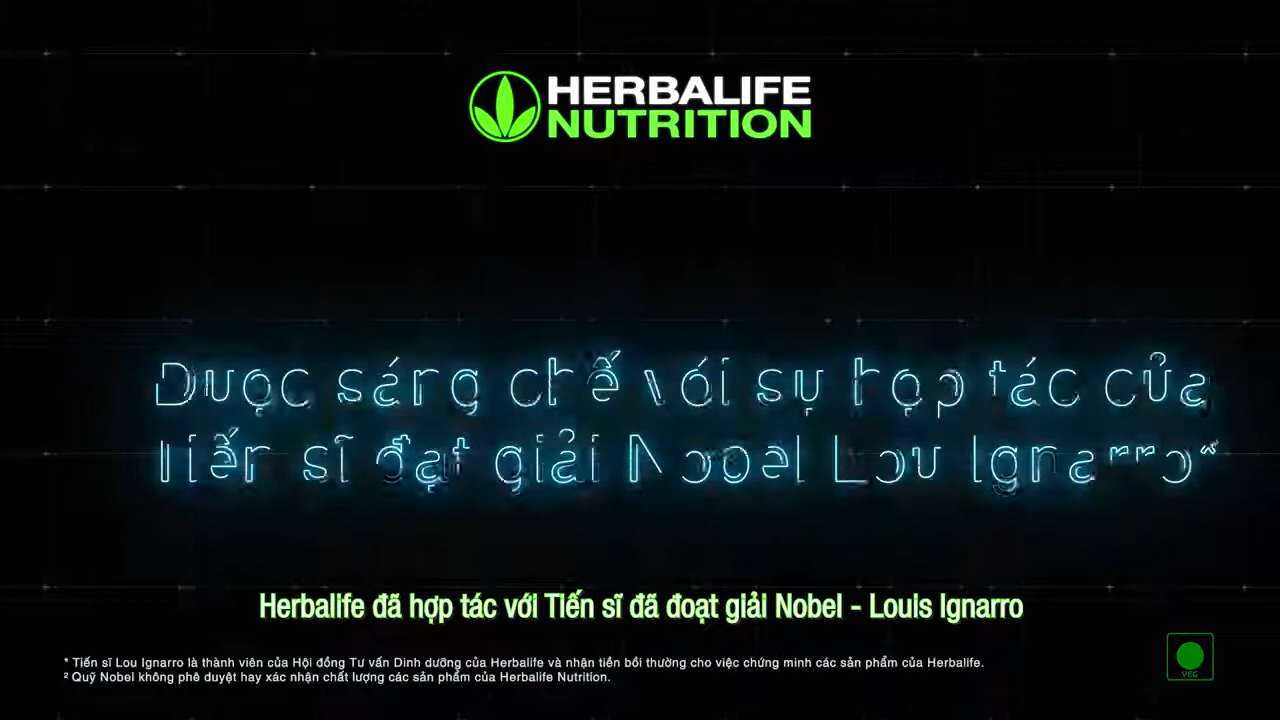 HERBALIFE
NUTRITION
Được sáng chế với sự hợp tác của
Tiến sĩ đạt giải Nobel Lou Ignarro*
Herbalife đã hợp tác với Tiến sĩ đã đoạt giải Nobel - Louis Ignarro
* Tiến sĩ Lou Ignarro là thành viên của Hội đồng Tư vấn Dinh dưỡng của Herbalife và nhận tiền bồi thường cho việc chứng minh các sản phẩm của Herbalife.
² Quỹ Nobel không phê duyệt hay xác nhận chất lượng các sản phẩm của Herbalife Nutrition.
VEG